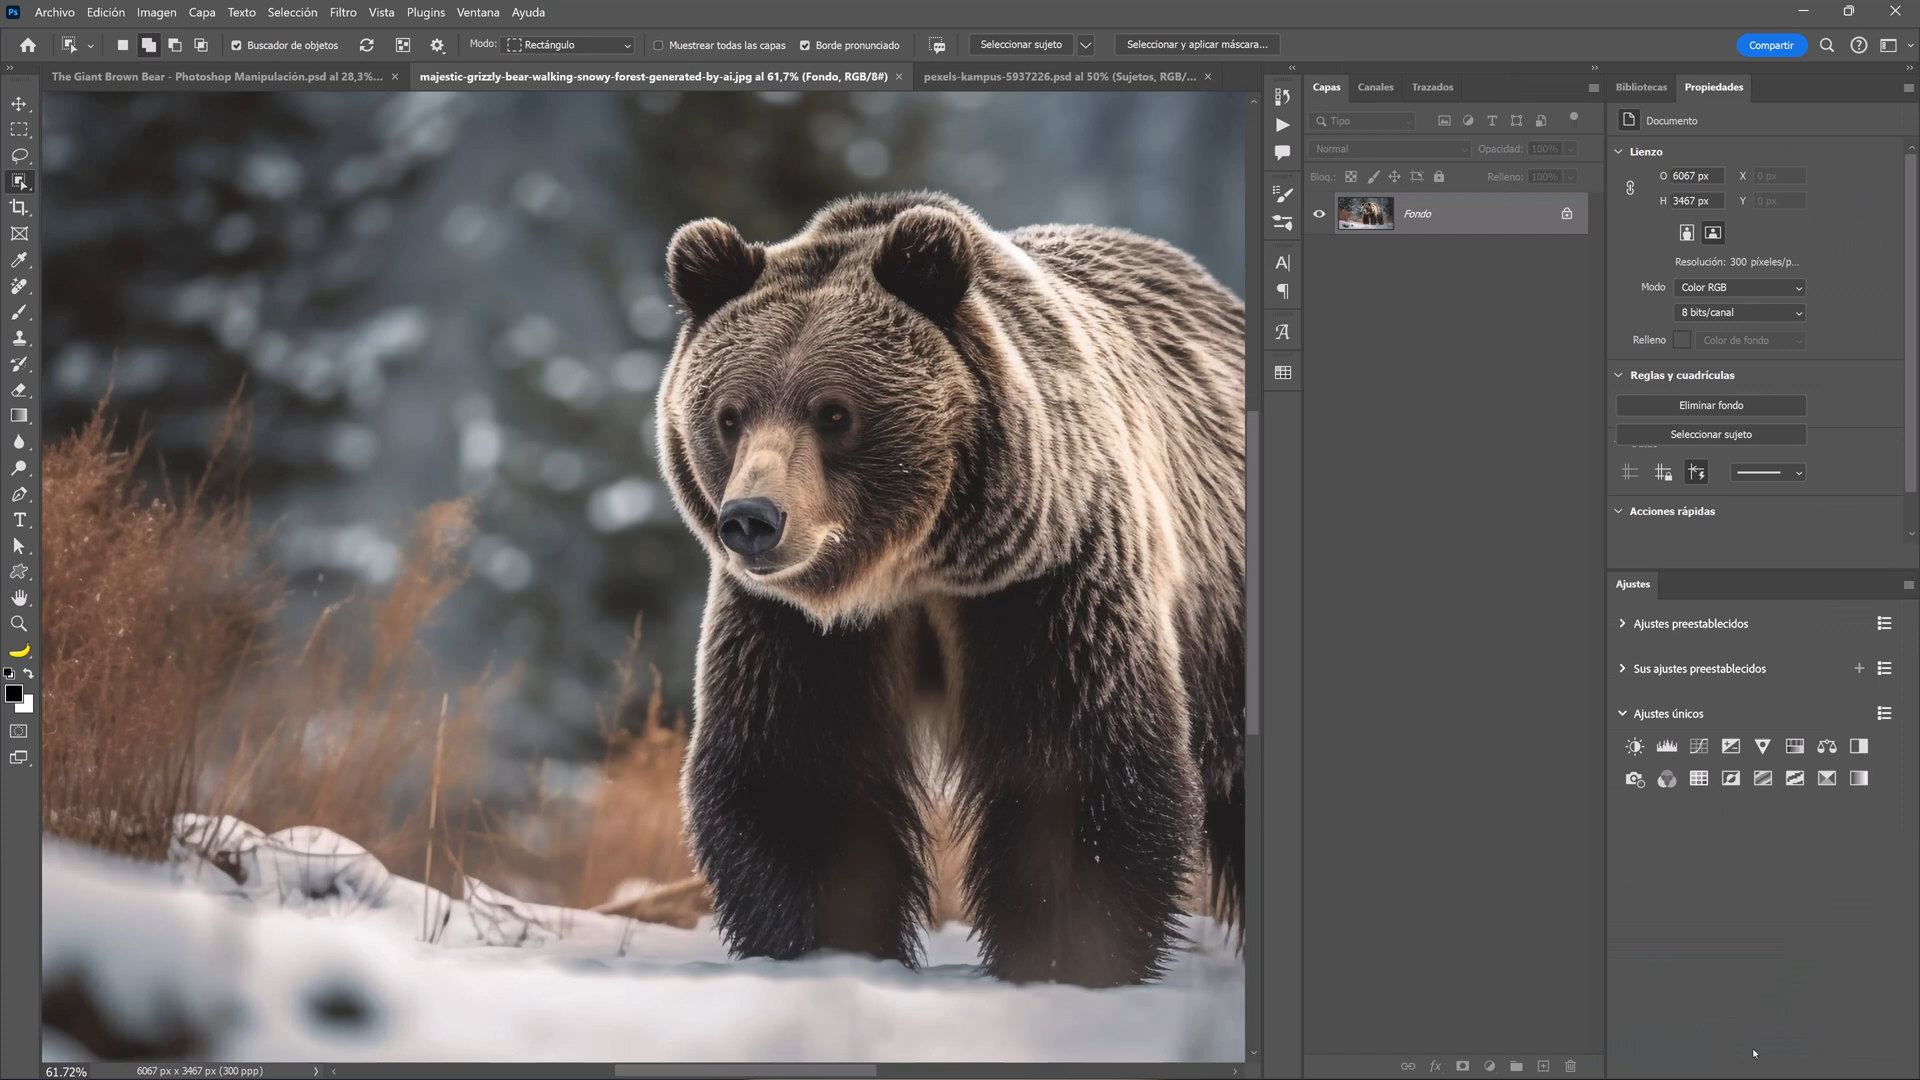 Ps Archivo Edición Imagen Capa Texto Selección Filtro Vista Plugins Ventana Ayuda
Modo: Rectángulo
Buscador de objetos
Muestrear todas las capas
Borde pronunciado
Seleccionar sujeto
Seleccionar y aplicar máscara...
Compartir
The Giant Brown Bear - Photoshop Manipulación.psd al 28,3%...
majestic-grizzly-bear-walking-snowy-forest-generated-by-ai.jpg al 61,7% (Fondo, RGB/8#)
pexels-kampus-5937226.psd al 50% (Sujetos, RGB/...
Capas Canales Trazados
Tipo
Normal
Opacidad: 100%
Bloq.:
Relleno: 100%
Fondo
Bibliotecas Propiedades
Documento
Lienzo
O 6067 px X 0 px
H 3467 px Y 0 px
Resolución: 300 píxeles/p...
Modo Color RGB
8 bits/canal
Relleno Color de fondo
Reglas y cuadrículas
Eliminar fondo
Seleccionar sujeto
Acciones rápidas
Ajustes
Ajustes preestablecidos
Sus ajustes preestablecidos
Ajustes únicos
61.72%
6067 px x 3467 px (300 ppp)
fx